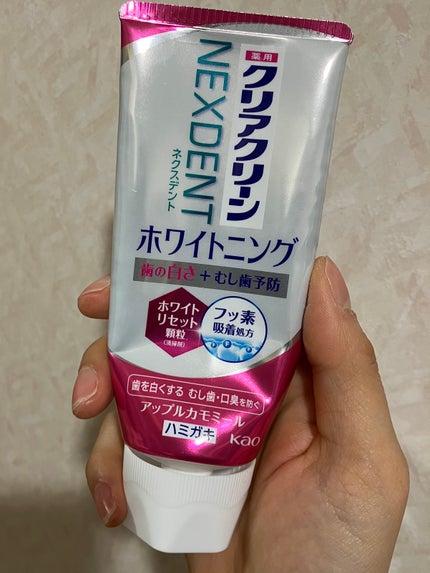 薬用
クリアクリーン
NEXDENT
ネクスデント
ホワイトニング
歯の白さ+むし歯予防
ホワイト
リセット
顆粒
(清掃剤)
フッ素
吸着処方
F F F
歯を白くする むし歯・口臭を防ぐ
アップルカモミール
ハミガキ
Kao